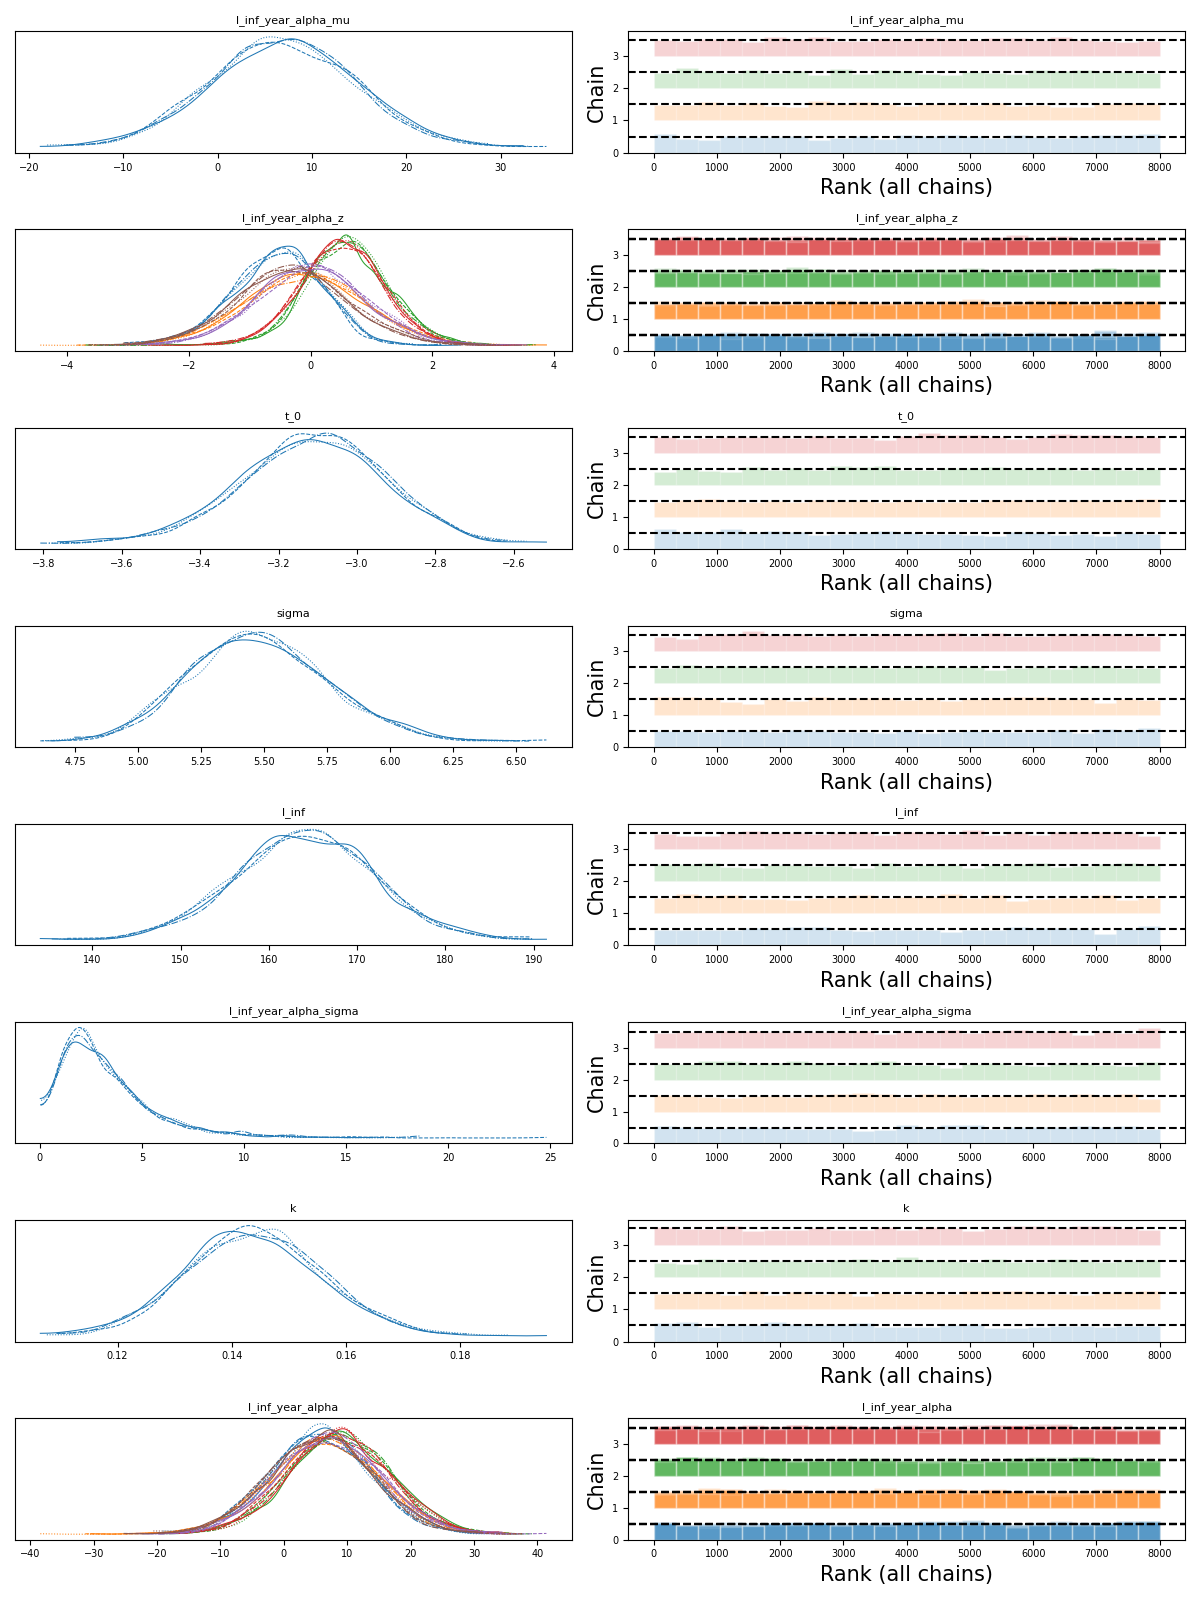 l_inf_year_alpha_mu
l_inf_year_alpha_mu
−20 −10 0 10 20 30
Chain
3
2
1
0
0 1000 2000 3000 4000 5000 6000 7000 8000
Rank (all chains)
l_inf_year_alpha_z
l_inf_year_alpha_z
−4 −2 0 2 4
Chain
3
2
1
0
0 1000 2000 3000 4000 5000 6000 7000 8000
Rank (all chains)
t_0
t_0
−3.8 −3.6 −3.4 −3.2 −3.0 −2.8 −2.6
Chain
3
2
1
0
0 1000 2000 3000 4000 5000 6000 7000 8000
Rank (all chains)
sigma
sigma
4.75 5.00 5.25 5.50 5.75 6.00 6.25 6.50
Chain
3
2
1
0
0 1000 2000 3000 4000 5000 6000 7000 8000
Rank (all chains)
l_inf
l_inf
140 150 160 170 180 190
Chain
3
2
1
0
0 1000 2000 3000 4000 5000 6000 7000 8000
Rank (all chains)
l_inf_year_alpha_sigma
l_inf_year_alpha_sigma
0 5 10 15 20 25
Chain
3
2
1
0
0 1000 2000 3000 4000 5000 6000 7000 8000
Rank (all chains)
k
k
0.12 0.14 0.16 0.18
Chain
3
2
1
0
0 1000 2000 3000 4000 5000 6000 7000 8000
Rank (all chains)
l_inf_year_alpha
l_inf_year_alpha
−40 −30 −20 −10 0 10 20 30 40
Chain
3
2
1
0
0 1000 2000 3000 4000 5000 6000 7000 8000
Rank (all chains)